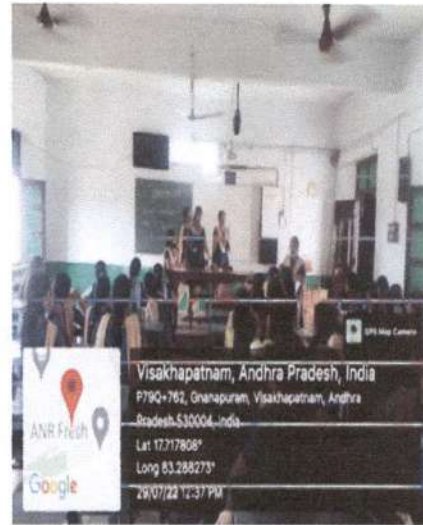 GPS Map Camera
Visakhapatnam, Andhra Pradesh, India
P79Q+762, Gnanapuram, Visakhapatnam, Andhra
Pradesh 530004, India
Lat 17.717808°
Long 83.288273°
29/07/22 12:37 PM
ANR Fresh
Google